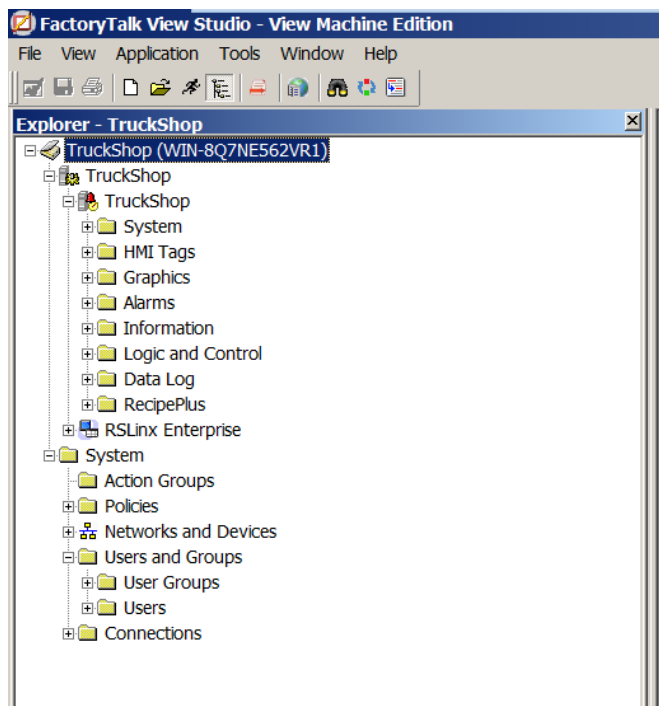 FactoryTalk View Studio - View Machine Edition
File View Application Tools Window Help
Explorer - TruckShop
TruckShop (WIN-8Q7NE562VR1)
TruckShop
TruckShop
System
HMI Tags
Graphics
Alarms
Information
Logic and Control
Data Log
RecipePlus
RSLinx Enterprise
System
Action Groups
Policies
Networks and Devices
Users and Groups
User Groups
Users
Connections